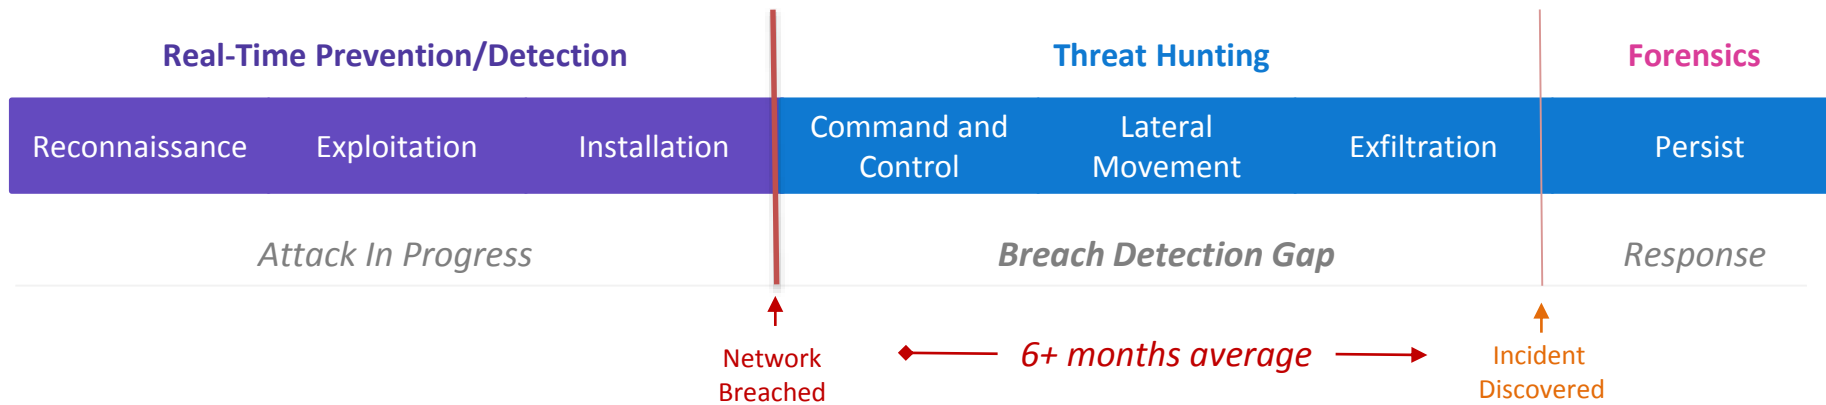 Real-Time Prevention/Detection
Threat Hunting
Forensics
Reconnaissance
Exploitation
Installation
Command and
Control
Lateral
Movement
Exfiltration
Persist
Attack In Progress
Breach Detection Gap
Response
Network
Breached
6+ months average
Incident
Discovered